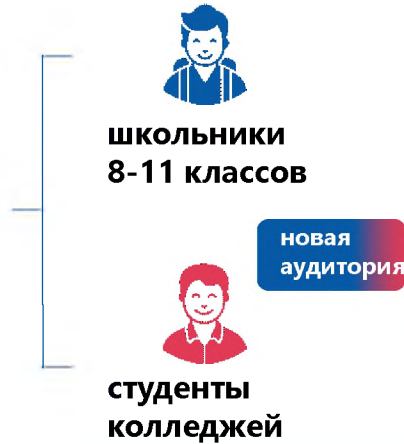 школьники
8-11 классов
новая
аудитория
студенты
колледжей